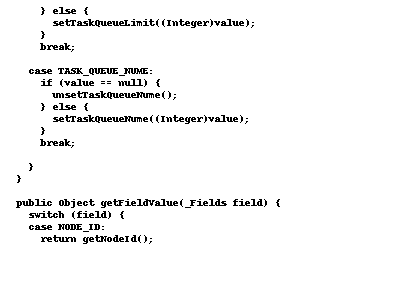 } else {
setTaskQueueLimit((Integer)value);
}
break;
case TASK_QUEUE_NUME:
if (value == null) {
unsetTaskQueueNume();
} else {
setTaskQueueNume((Integer)value);
}
break;
}
}
public Object getFieldValue(_Fields field) {
switch (field) {
case NODE_ID:
return getNodeId();